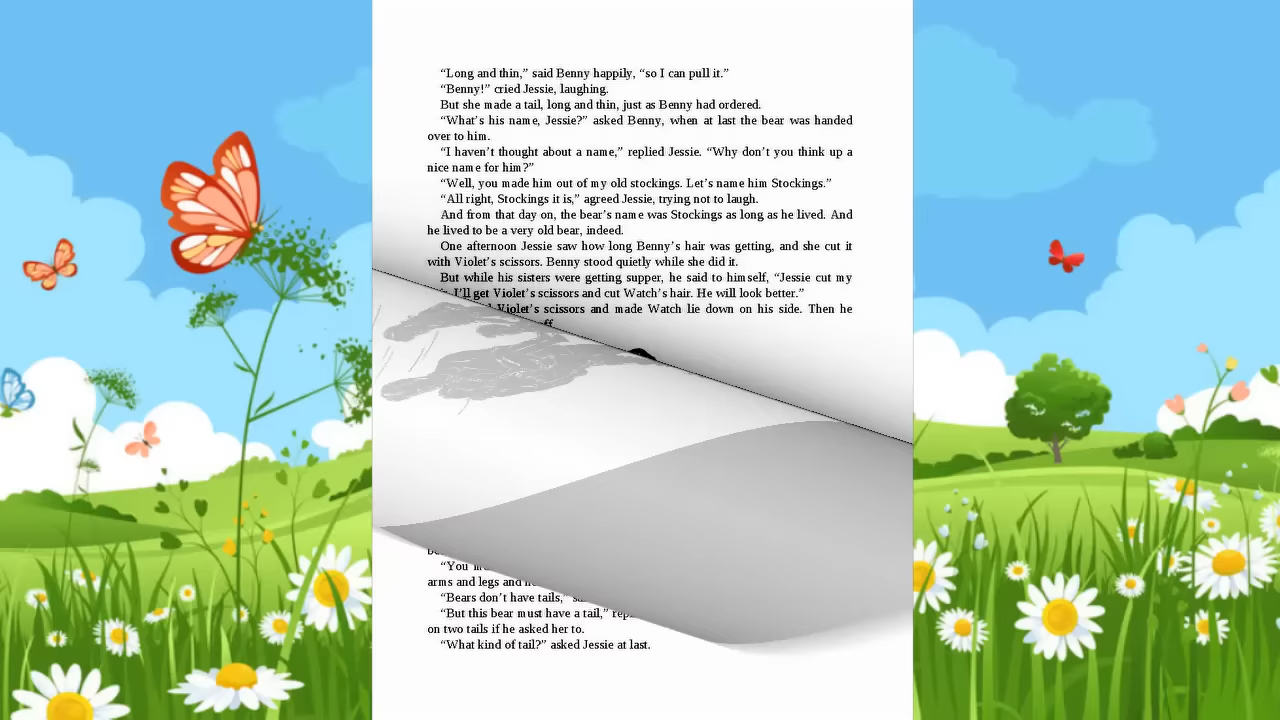 “Long and thin,” said Benny happily, “so I can pull it.”
“Benny!” cried Jessie, laughing.
But she made a tail, long and thin, just as Benny had ordered.
“What’s his name, Jessie?” asked Benny, when at last the bear was handed
over to him.
“I haven’t thought about a name,” replied Jessie. “Why don’t you think up a
nice name for him?”
“Well, you made him out of my old stockings. Let’s name him Stockings.”
“All right, Stockings it is,” agreed Jessie, trying not to laugh.
And from that day on, the bear’s name was Stockings as long as he lived. And
he lived to be a very old bear, indeed.
One afternoon Jessie saw how long Benny’s hair was getting, and she cut it
with Violet’s scissors. Benny stood quietly while she did it.
But while his sisters were getting supper, he said to himself, “Jessie cut my
I’ll get Violet’s scissors and cut Watch’s hair. He will look better.”
Violet’s scissors and made Watch lie down on his side. Then he
“You
arms and legs and
“Bears don’t have tails,”
“But this bear must have a tail,”
on two tails if he asked her to.
“What kind of tail?” asked Jessie at last.